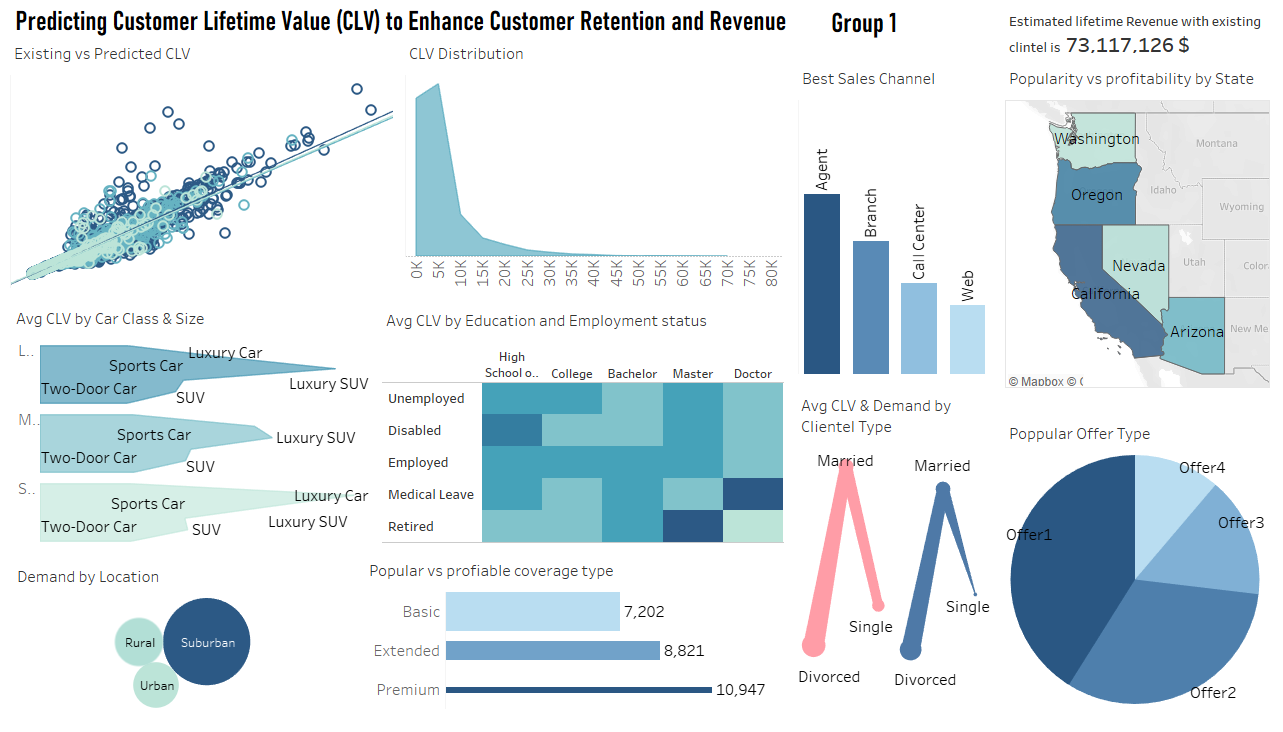 Predicting Customer Lifetime Value (CLV) to Enhance Customer Retention and Revenue
Group 1
Estimated lifetime Revenue with existing
clintel is 73,117,126 $
Existing vs Predicted CLV
CLV Distribution
0K 5K 10K 15K 20K 25K 30K 35K 40K 45K 50K 55K 60K 65K 70K 75K 80K
Best Sales Channel
Agent
Branch
Call Center
Web
Popularity vs profitability by State
Washington
Montana
Oregon
Idaho
Wyoming
Nevada
Utah
Color
California
Arizona
New Me
© Mapbox © (
Avg CLV by Car Class & Size
L..
Luxury Car
Sports Car
Luxury SUV
Two-Door Car
SUV
M..
Sports Car
Luxury SUV
Two-Door Car
SUV
S..
Luxury Car
Sports Car
Luxury SUV
Two-Door Car
SUV
Avg CLV by Education and Employment status
High
School o.. College Bachelor Master Doctor
Unemployed
Disabled
Employed
Medical Leave
Retired
Avg CLV & Demand by
Clientel Type
Married
Married
Single
Single
Divorced
Divorced
Poppular Offer Type
Offer4
Offer3
Offer1
Offer2
Demand by Location
Rural
Suburban
Urban
Popular vs profiable coverage type
Basic 7,202
Extended 8,821
Premium 10,947